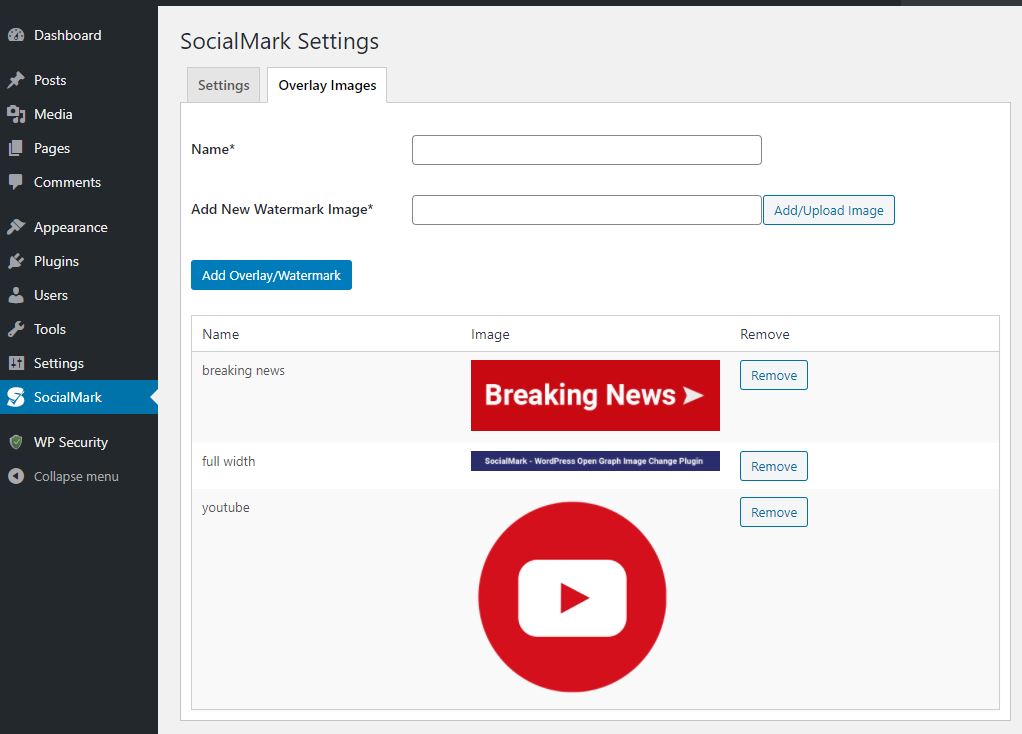 Dashboard
Posts
Media
Pages
Comments
Appearance
Plugins
Users
Tools
Settings
SocialMark
WP Security
Collapse menu
SocialMark Settings
Settings Overlay Images
Name*
Add New Watermark Image* Add/Upload Image
Add Overlay/Watermark
Name Image Remove
breaking news Breaking News Remove
full width SocialMark - WordPress Open Graph Image Change Plugin Remove
youtube Remove